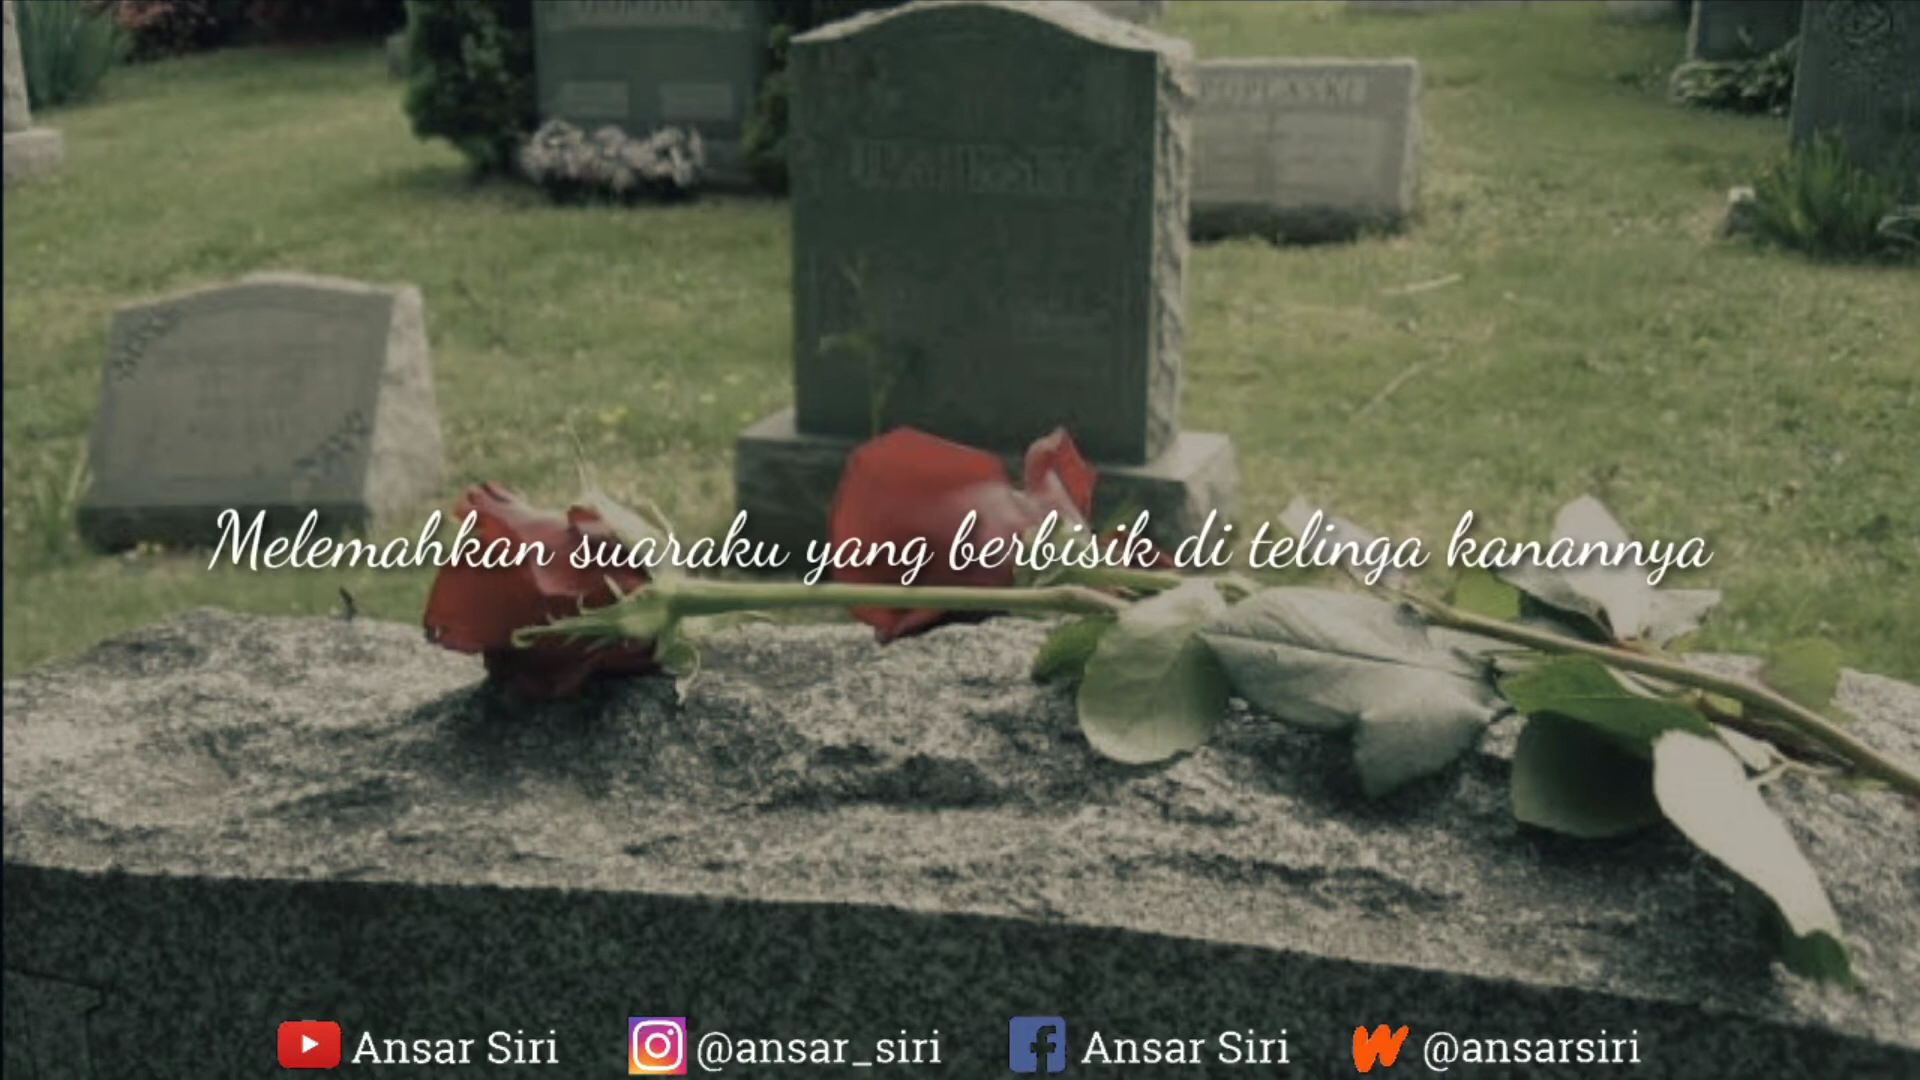 Melemahkan suaraku yang berbisik di telinga kanannya
Ansar Siri @ansar_siri Ansar Siri @ansarsiri